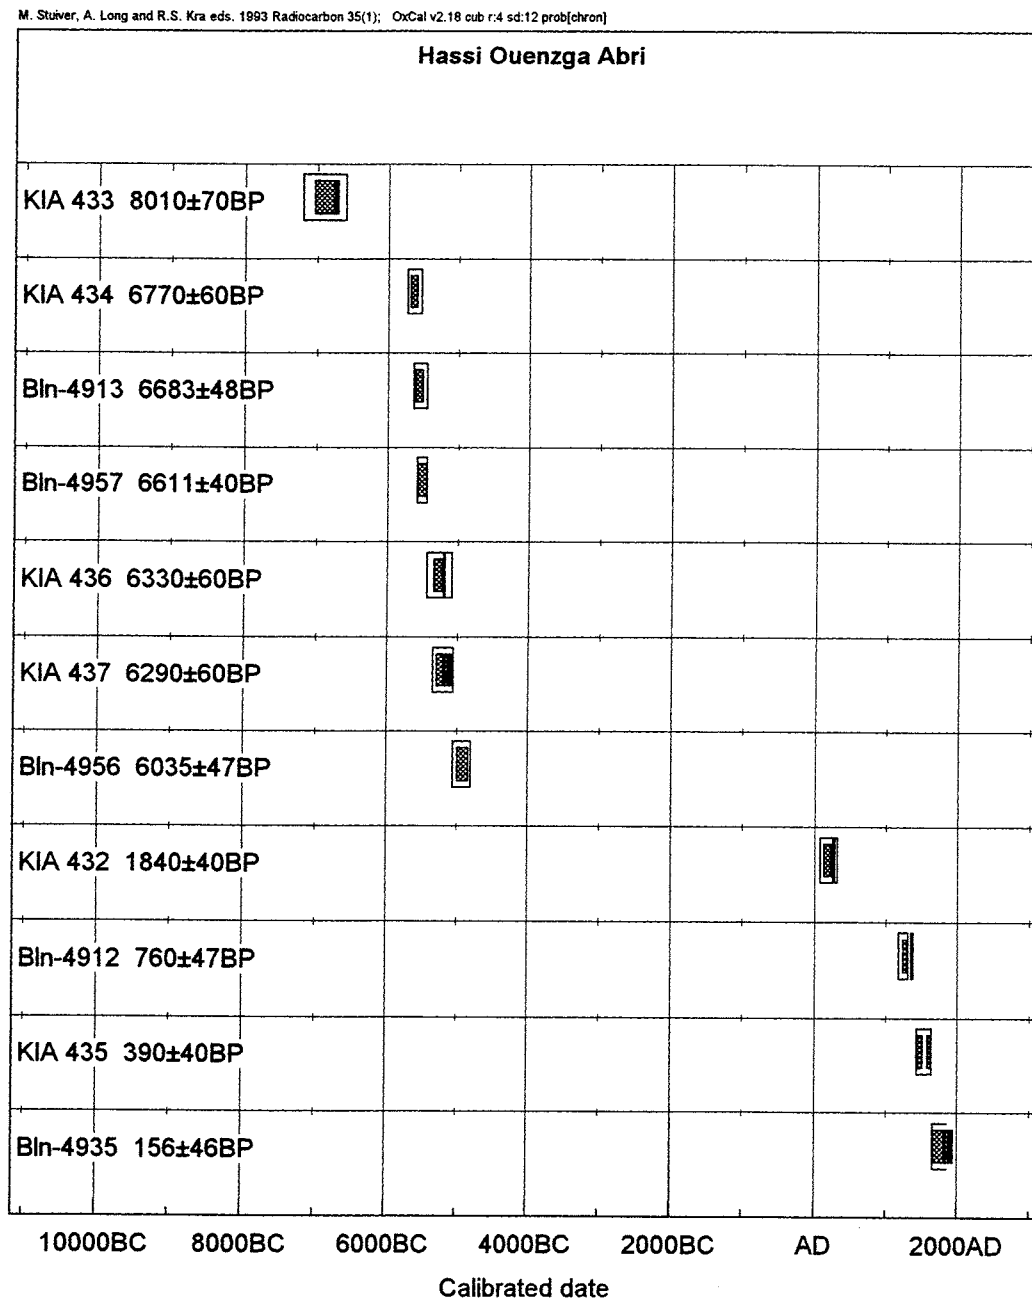 M. Stuiver, A. Long and R.S. Kra eds. 1993 Radiocarbon 35(1); OxCal v2.18 cub r:4 sd:12 prob[chron]
Hassi Ouenzga Abri
KIA 433 8010±70BP
KIA 434 6770±60BP
Bln-4913 6683±48BP
Bln-4957 6611±40BP
KIA 436 6330±60BP
KIA 437 6290±60BP
Bln-4956 6035±47BP
KIA 432 1840±40BP
Bln-4912 760±47BP
KIA 435 390±40BP
Bln-4935 156±46BP
10000BC 8000BC 6000BC 4000BC 2000BC AD 2000AD
Calibrated date